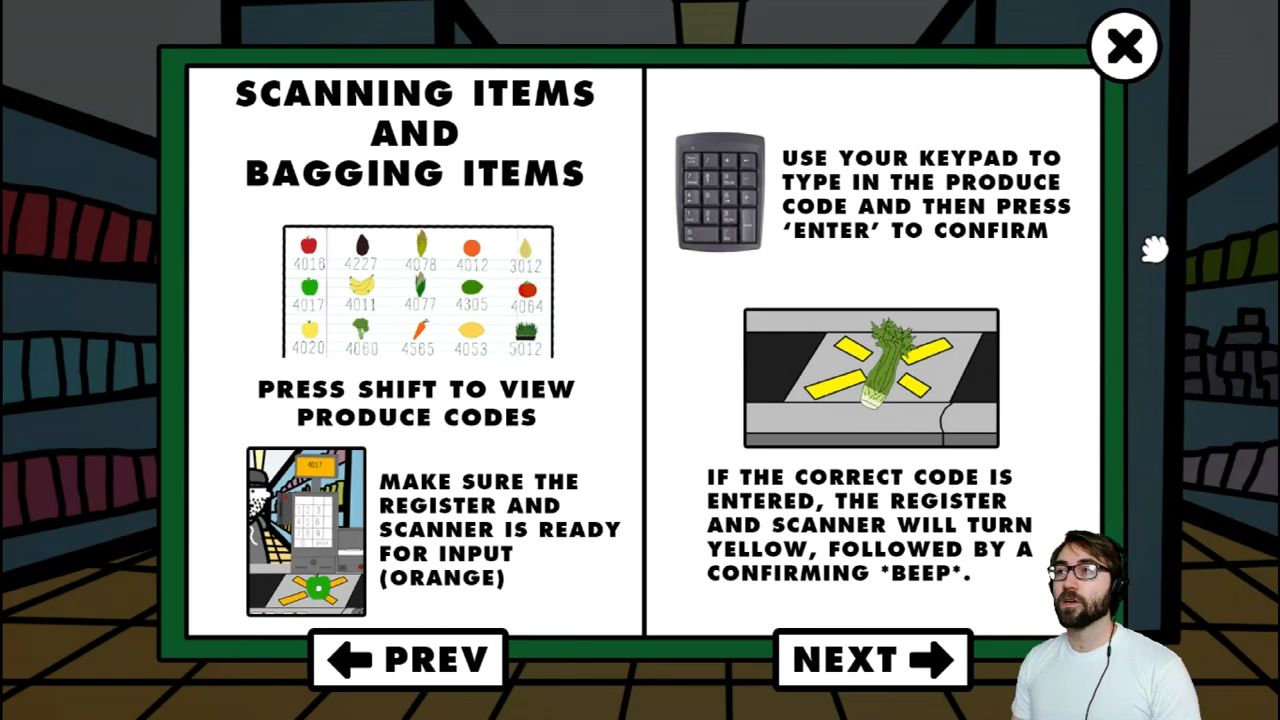 SCANNING ITEMS
AND
BAGGING ITEMS
4016 4227 4078 4012 3012
4017 4011 4077 4305 4064
4020 4060 4565 4053 5012
PRESS SHIFT TO VIEW
PRODUCE CODES
4017
MAKE SURE THE
REGISTER AND
SCANNER IS READY
FOR INPUT
(ORANGE)
USE YOUR KEYPAD TO
TYPE IN THE PRODUCE
CODE AND THEN PRESS
‘ENTER’ TO CONFIRM
IF THE CORRECT CODE IS
ENTERED, THE REGISTER
AND SCANNER WILL TURN
YELLOW, FOLLOWED BY A
CONFIRMING *BEEP*.
PREV
NEXT